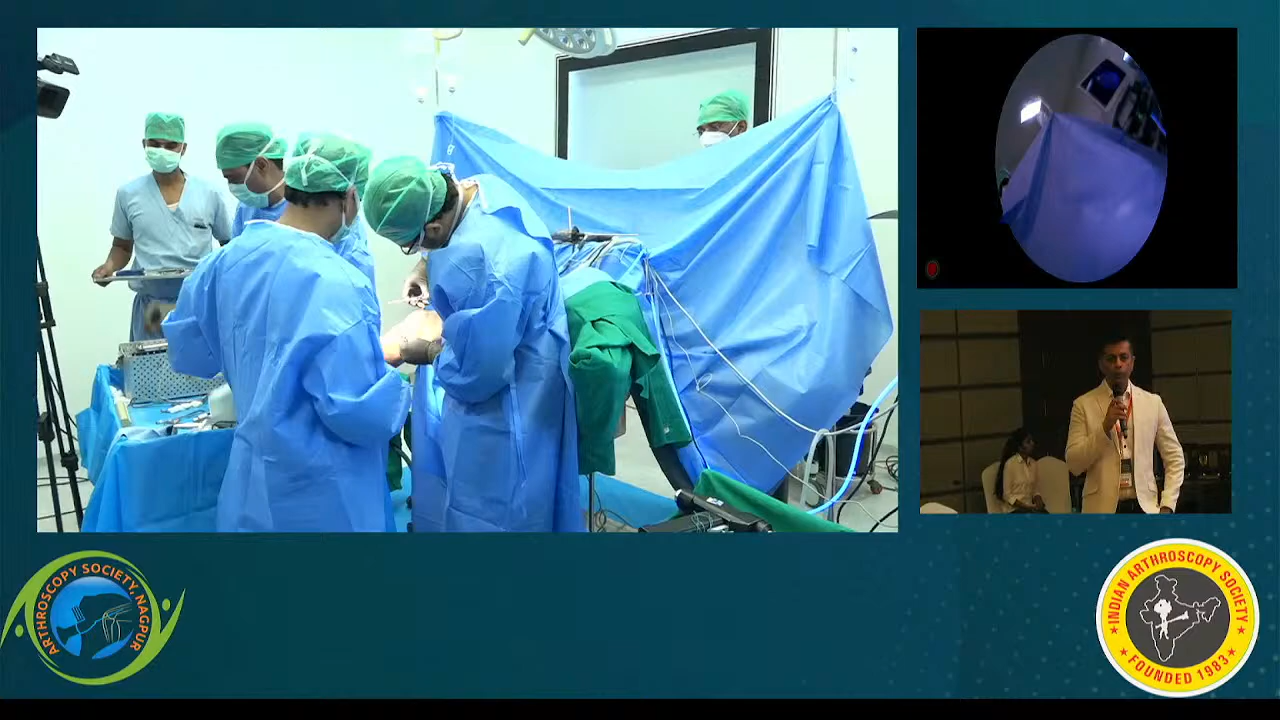 ARTHROSCOPY SOCIETY, NAGPUR
INDIAN ARTHROSCOPY SOCIETY
★ FOUNDED 1983 ★